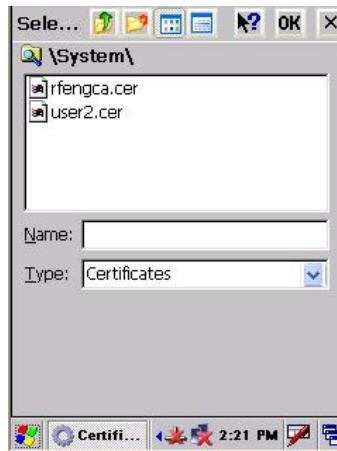 Sele... ? OK ×
\System\
rfengca.cer
user2.cer
Name:
Type: Certificates
Certifi... 2:21 PM